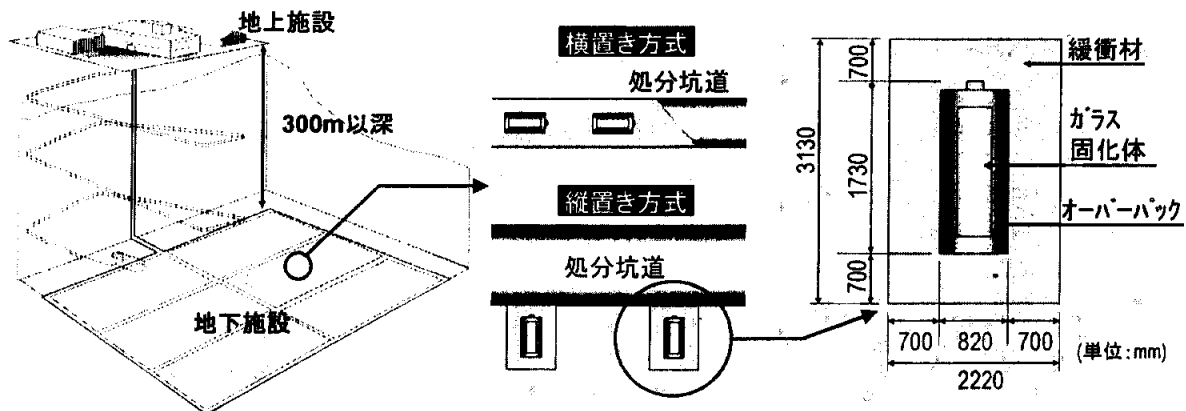 地上施設
300m以深
地下施設
横置き方式
処分坑道
縦置き方式
処分坑道
緩衝材
ガラス
固化体
オーバーパック
700
3130
1730
700
700
820
700
(単位:mm)
2220